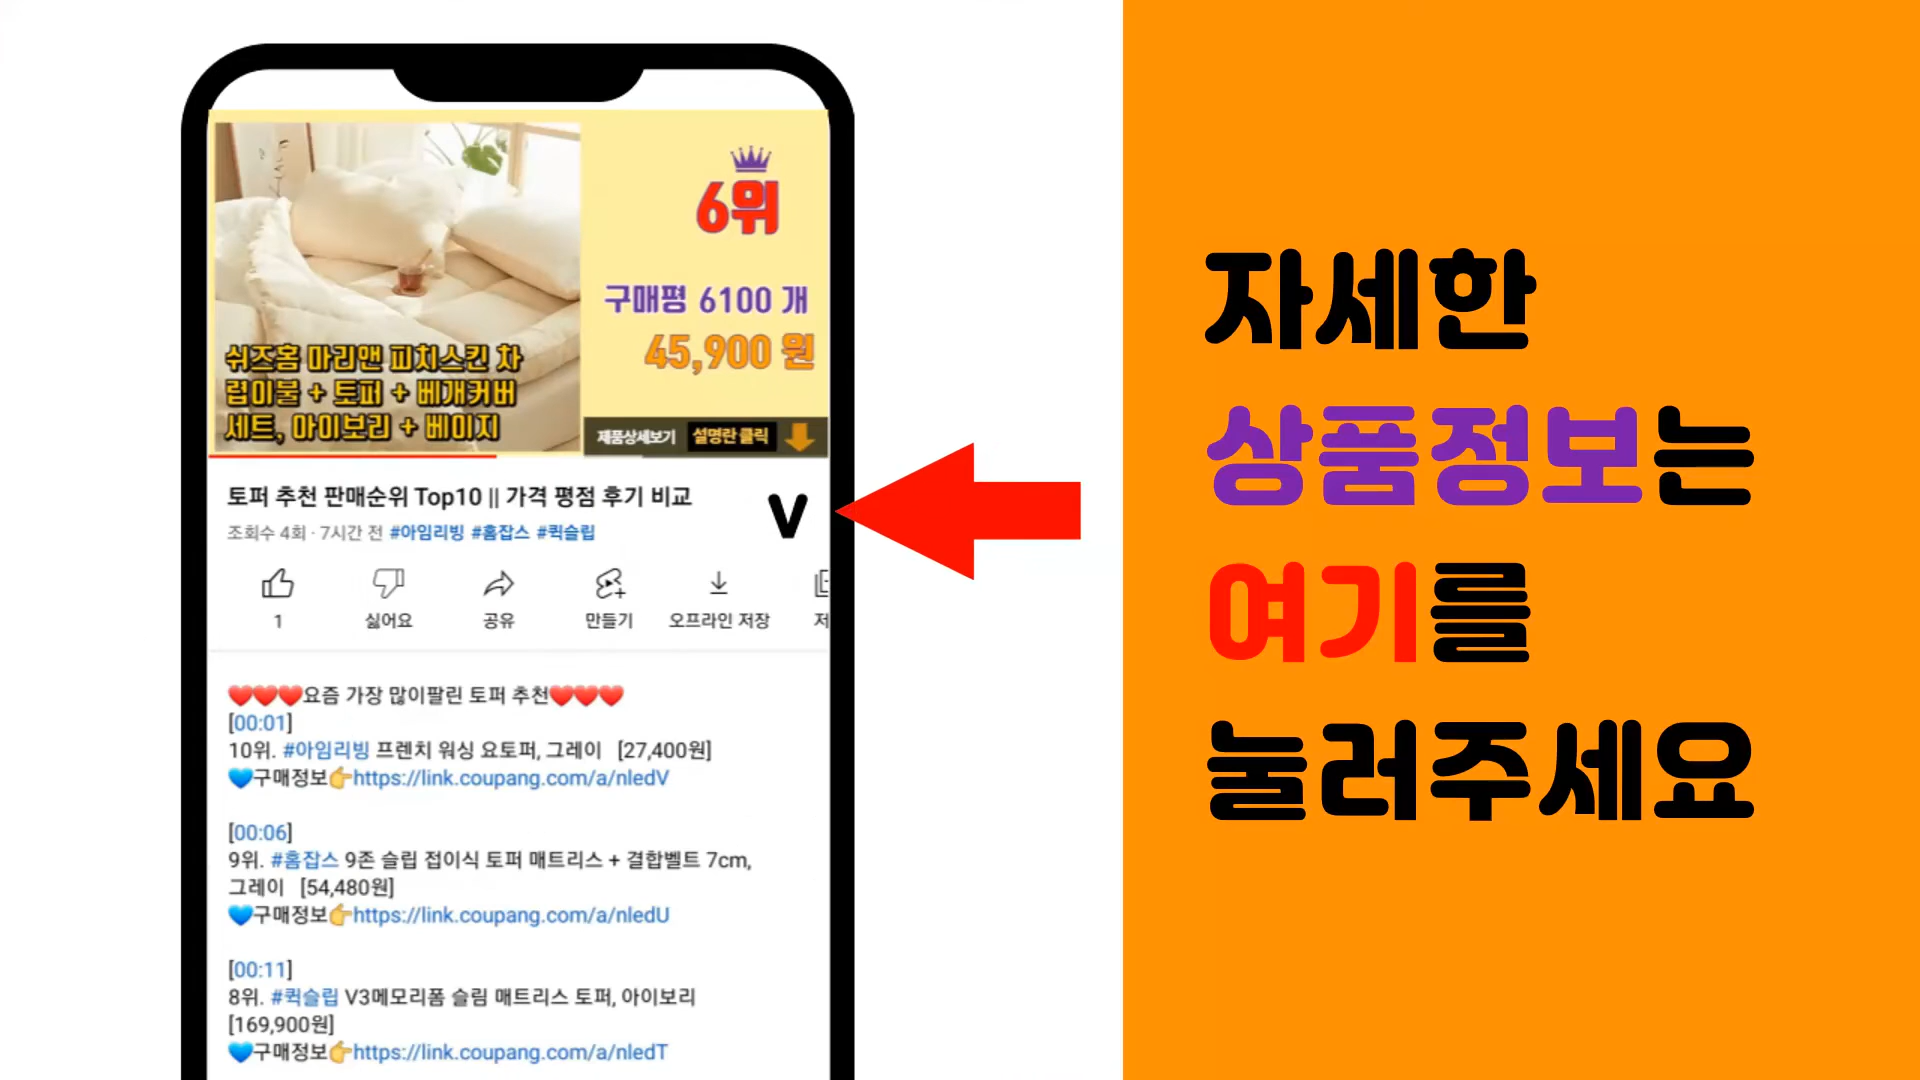 6위
구매평 6100 개
45,900 원
쉬즈홈 마리앤 피치스킨 차
렵이불 + 토퍼 + 베개커버
세트, 아이보리 + 베이지
제품상세보기 설명란 클릭
토퍼 추천 판매순위 Top10 || 가격 평점 후기 비교
V
조회수 4회 · 7시간 전 #아임리빙 #홈잡스 #퀵슬립
1 싫어요 공유 만들기 오프라인 저장 저
❤️❤️❤️요즘 가장 많이팔린 토퍼 추천❤️❤️❤️
[00:01]
10위. #아임리빙 프렌치 워싱 요토퍼, 그레이 [27,400원]
💙구매정보👉https://link.coupang.com/a/nledV
[00:06]
9위. #홈잡스 9존 슬립 접이식 토퍼 매트리스 + 결합벨트 7cm,
그레이 [54,480원]
💙구매정보👉https://link.coupang.com/a/nledU
[00:11]
8위. #퀵슬립 V3메모리폼 슬림 매트리스 토퍼, 아이보리
[169,900원]
💙구매정보👉https://link.coupang.com/a/nledT
자세한
상품정보는
여기를
눌러주세요